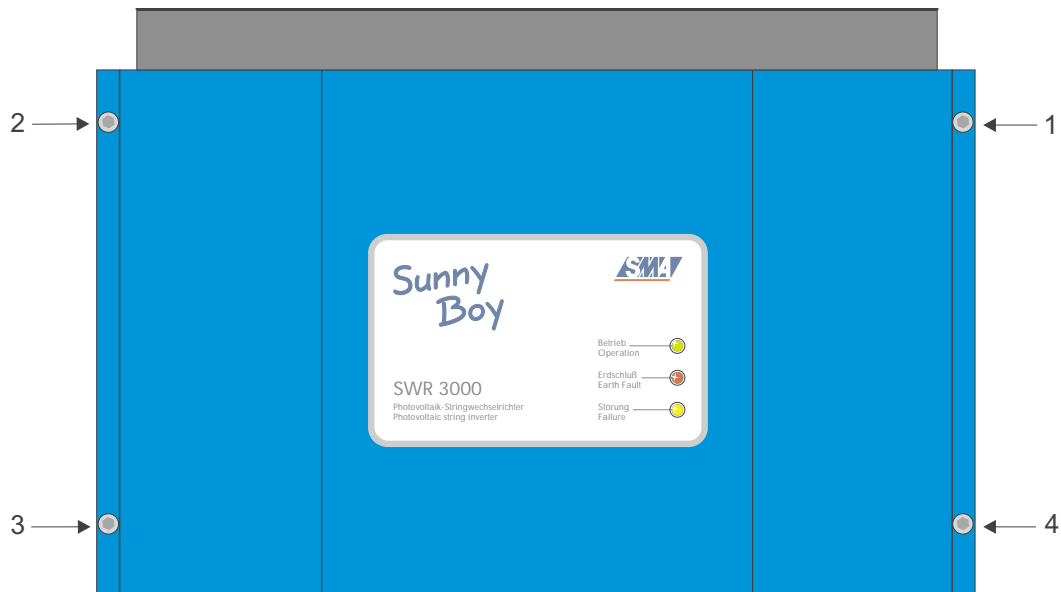 2
1
Sunny
Boy
SMA
Betrieb
Operation
Erdschluß
Earth Fault
SWR 3000
Photovoltaik-Stringwechselrichter
Photovoltaic string inverter
Störung
Failure
3
4